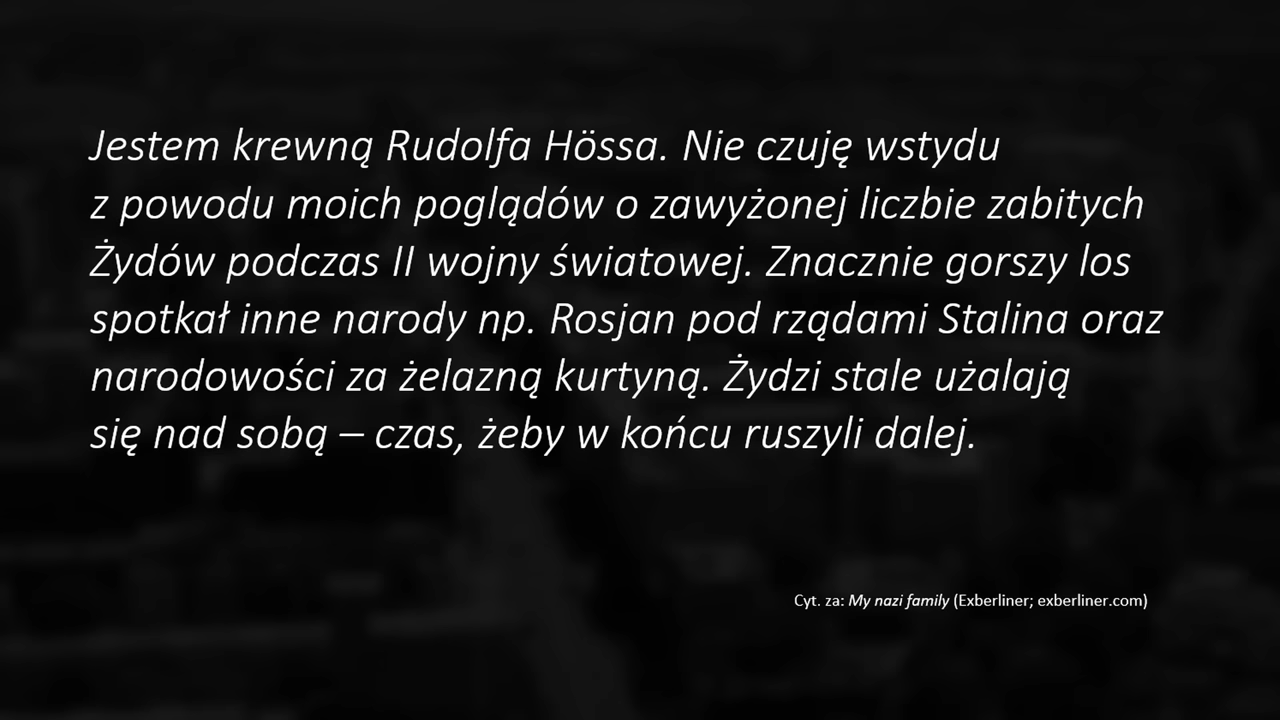 Jestem krewną Rudolfa Hössa. Nie czuję wstydu
z powodu moich poglądów o zawyżonej liczbie zabitych
Żydów podczas II wojny światowej. Znacznie gorszy los
spotkał inne narody np. Rosjan pod rządami Stalina oraz
narodowości za żelazną kurtyną. Żydzi stale użalają
się nad sobą – czas, żeby w końcu ruszyli dalej.
Cyt. za: My nazi family (Exberliner; exberliner.com)